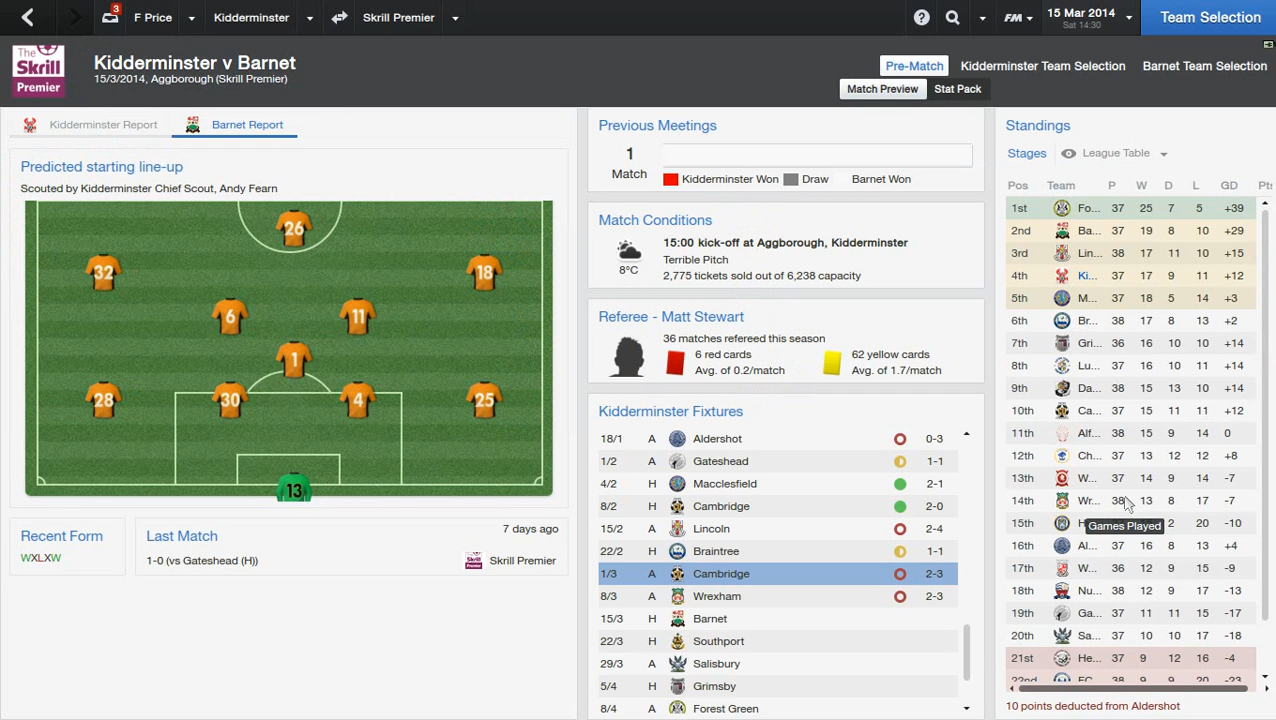 3
F Price
Kidderminster
Skrill Premier
?
FM
15 Mar 2014
Sat 14:30
Team Selection
The
Skrill
Premier
Kidderminster v Barnet
15/3/2014, Aggborough (Skrill Premier)
Pre-Match
Kidderminster Team Selection
Barnet Team Selection
Match Preview
Stat Pack
Kidderminster Report
Barnet Report
Predicted starting line-up
Scouted by Kidderminster Chief Scout, Andy Fearn
26
32
18
6
11
1
28
30
4
25
13
Recent Form
WXLXW
Last Match
7 days ago
1-0 (vs Gateshead (H))
Skrill Premier
Previous Meetings
1
Match
Kidderminster Won
Draw
Barnet Won
Match Conditions
8°C
15:00 kick-off at Aggborough, Kidderminster
Terrible Pitch
2,775 tickets sold out of 6,238 capacity
Referee - Matt Stewart
36 matches refereed this season
6 red cards
Avg. of 0.2/match
62 yellow cards
Avg. of 1.7/match
Kidderminster Fixtures
18/1 A Aldershot 0-3
1/2 A Gateshead 1-1
4/2 H Macclesfield 2-1
8/2 H Cambridge 2-0
15/2 A Lincoln 2-4
22/2 H Braintree 1-1
1/3 A Cambridge 2-3
8/3 A Wrexham 2-3
15/3 H Barnet
22/3 H Southport
29/3 A Salisbury
5/4 H Grimsby
8/4 A Forest Green
Standings
Stages
League Table
Pos Team P W D L GD Pts
1st Fo... 37 25 7 5 +39
2nd Ba... 37 19 8 10 +29
3rd Lin... 38 17 11 10 +15
4th Ki... 37 17 9 11 +12
5th M... 37 18 5 14 +3
6th Br... 38 17 8 13 +2
7th Gri... 36 16 10 10 +14
8th Lu... 37 16 10 11 +14
9th Da... 38 15 13 10 +14
10th Ca... 37 15 11 11 +12
11th Alf... 38 15 9 14 0
12th Ch... 37 13 12 12 +8
13th W... 37 14 9 14 -7
14th Wr... 38 13 8 17 -7
15th H 2 20 -10
Games Played
16th Al... 37 16 8 13 +4
17th W... 36 12 9 15 -9
18th Nu... 38 12 9 17 -13
19th Ga... 37 11 11 15 -17
20th Sa... 37 10 10 17 -18
21st He... 37 9 12 16 -4
22nd FC 38 9 9 20 -23
10 points deducted from Aldershot